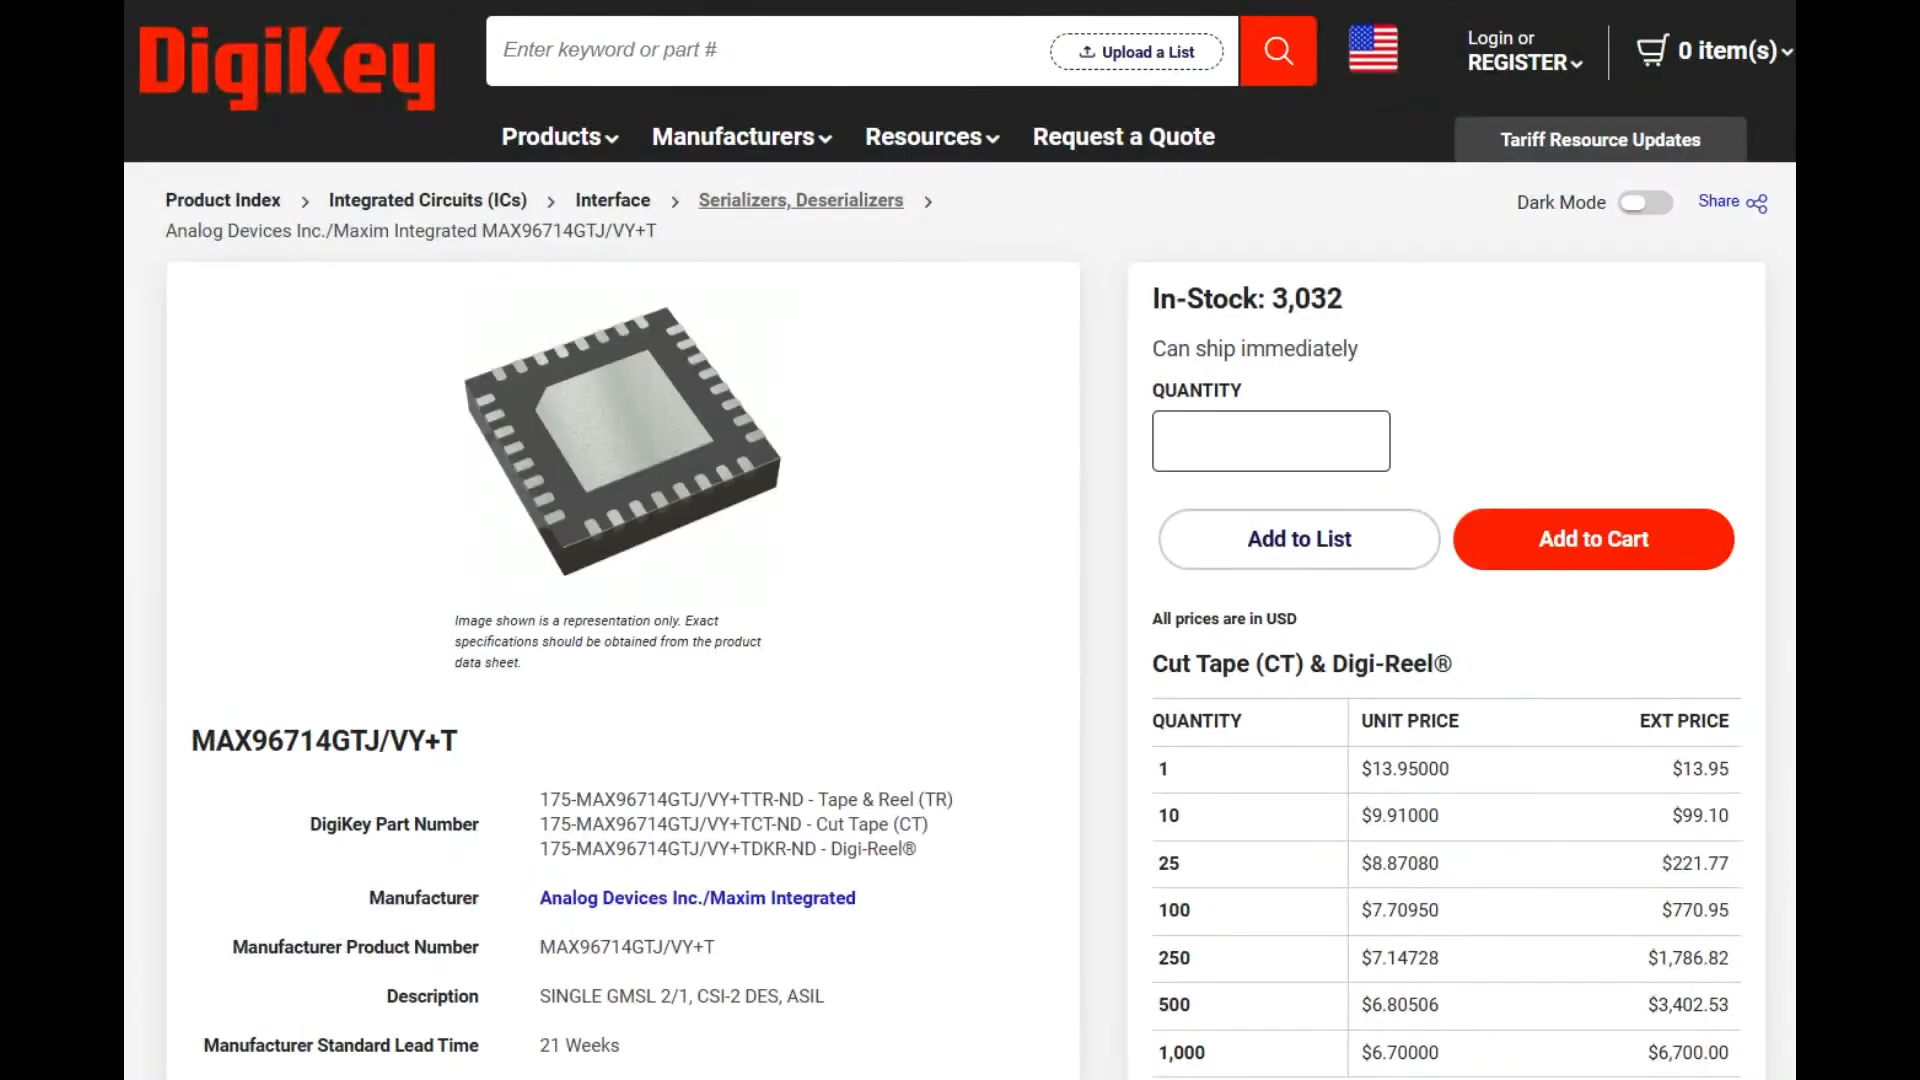 DigiKey
Enter keyword or part #
Upload a List
Login or
REGISTER
0 item(s)
Products
Manufacturers
Resources
Request a Quote
Tariff Resource Updates
Product Index > Integrated Circuits (ICs) > Interface > Serializers, Deserializers >
Analog Devices Inc./Maxim Integrated MAX96714GTJ/VY+T
Dark Mode
Share
Image shown is a representation only. Exact
specifications should be obtained from the product
data sheet.
MAX96714GTJ/VY+T
DigiKey Part Number
175-MAX96714GTJ/VY+TTR-ND - Tape & Reel (TR)
175-MAX96714GTJ/VY+TCT-ND - Cut Tape (CT)
175-MAX96714GTJ/VY+TDKR-ND - Digi-Reel®
Manufacturer
Analog Devices Inc./Maxim Integrated
Manufacturer Product Number
MAX96714GTJ/VY+T
Description
SINGLE GMSL 2/1, CSI-2 DES, ASIL
Manufacturer Standard Lead Time
21 Weeks
In-Stock: 3,032
Can ship immediately
QUANTITY
Add to List
Add to Cart
All prices are in USD
Cut Tape (CT) & Digi-Reel®
QUANTITY UNIT PRICE EXT PRICE
1 $13.95000 $13.95
10 $9.91000 $99.10
25 $8.87080 $221.77
100 $7.70950 $770.95
250 $7.14728 $1,786.82
500 $6.80506 $3,402.53
1,000 $6.70000 $6,700.00